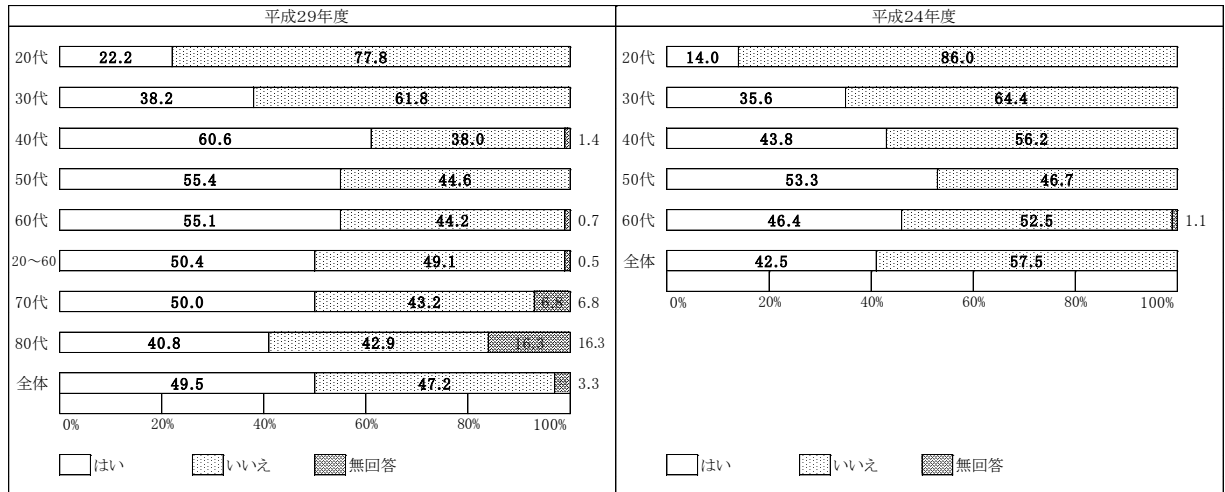 平成29年度
20代 22.2 77.8
30代 38.2 61.8
40代 60.6 38.0 1.4
50代 55.4 44.6
60代 55.1 44.2 0.7
20～60 50.4 49.1 0.5
70代 50.0 43.2 6.8 6.8
80代 40.8 42.9 16.3 16.3
全体 49.5 47.2 3.3
0% 20% 40% 60% 80% 100%
はい いいえ 無回答
平成24年度
20代 14.0 86.0
30代 35.6 64.4
40代 43.8 56.2
50代 53.3 46.7
60代 46.4 52.5 1.1
全体 42.5 57.5
0% 20% 40% 60% 80% 100%
はい いいえ 無回答